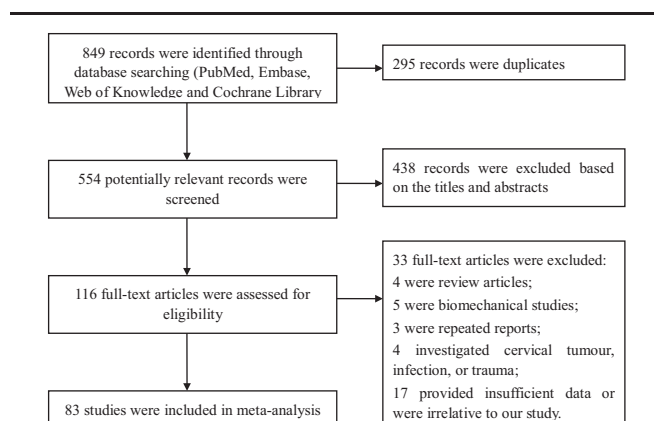 849 records were identified through
database searching (PubMed, Embase,
Web of Knowledge and Cochrane Library
295 records were duplicates
554 potentially relevant records were
screened
438 records were excluded based
on the titles and abstracts
116 full-text articles were assessed for
eligibility
33 full-text articles were excluded:
4 were review articles;
5 were biomechanical studies;
3 were repeated reports;
4 investigated cervical tumour,
infection, or trauma;
17 provided insufficient data or
were irrelative to our study.
83 studies were included in meta-analysis